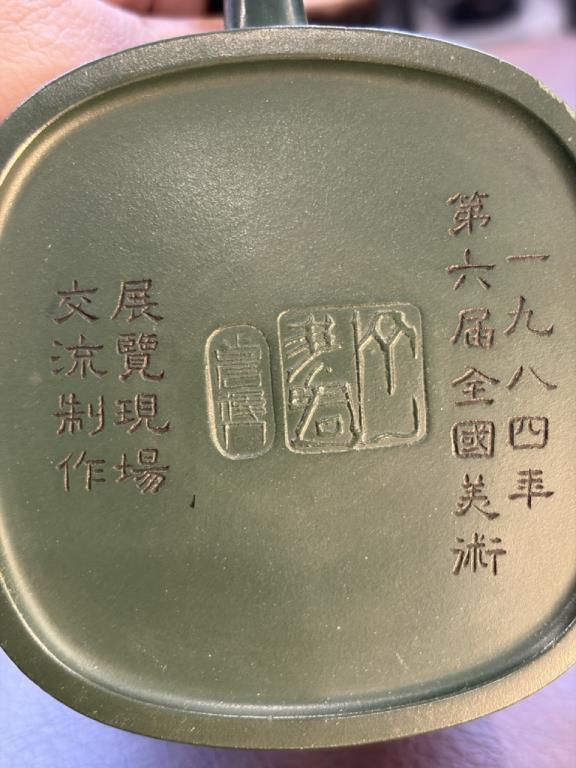 一九八四年
第六届全國美術
展覽現場
交流制作